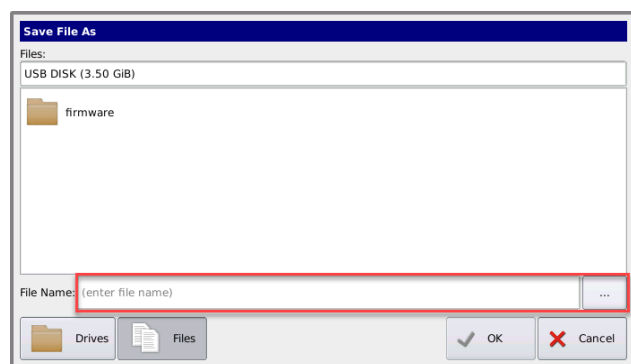 Save File As
Files:
USB DISK (3.50 GiB)
firmware
File Name: (enter file name) ...
Drives Files OK Cancel